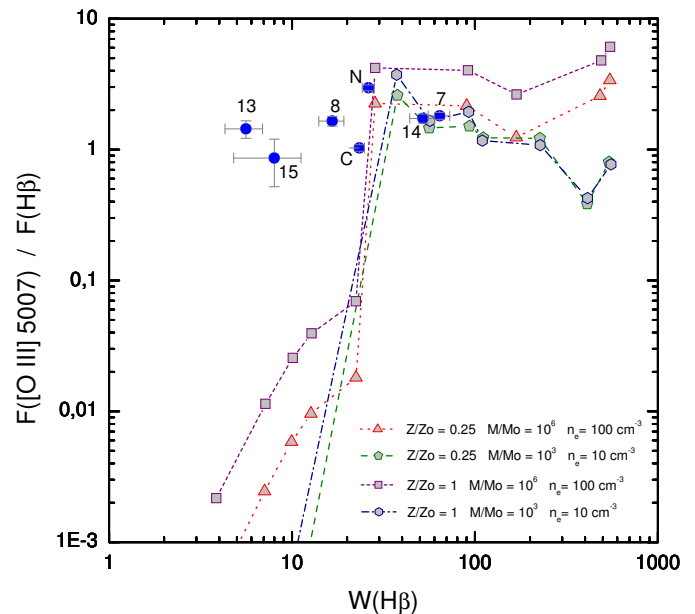 10
1
0,1
0,01
1E-3
F([O III] 5007) / F(Hβ)
13
15
8
N
C
14
7
Z/Zo = 0.25 M/Mo = 10⁶ nₑ = 100 cm⁻³
Z/Zo = 0.25 M/Mo = 10³ nₑ = 10 cm⁻³
Z/Zo = 1 M/Mo = 10⁶ nₑ = 100 cm⁻³
Z/Zo = 1 M/Mo = 10³ nₑ = 10 cm⁻³
1 10 100 1000
W(Hβ)